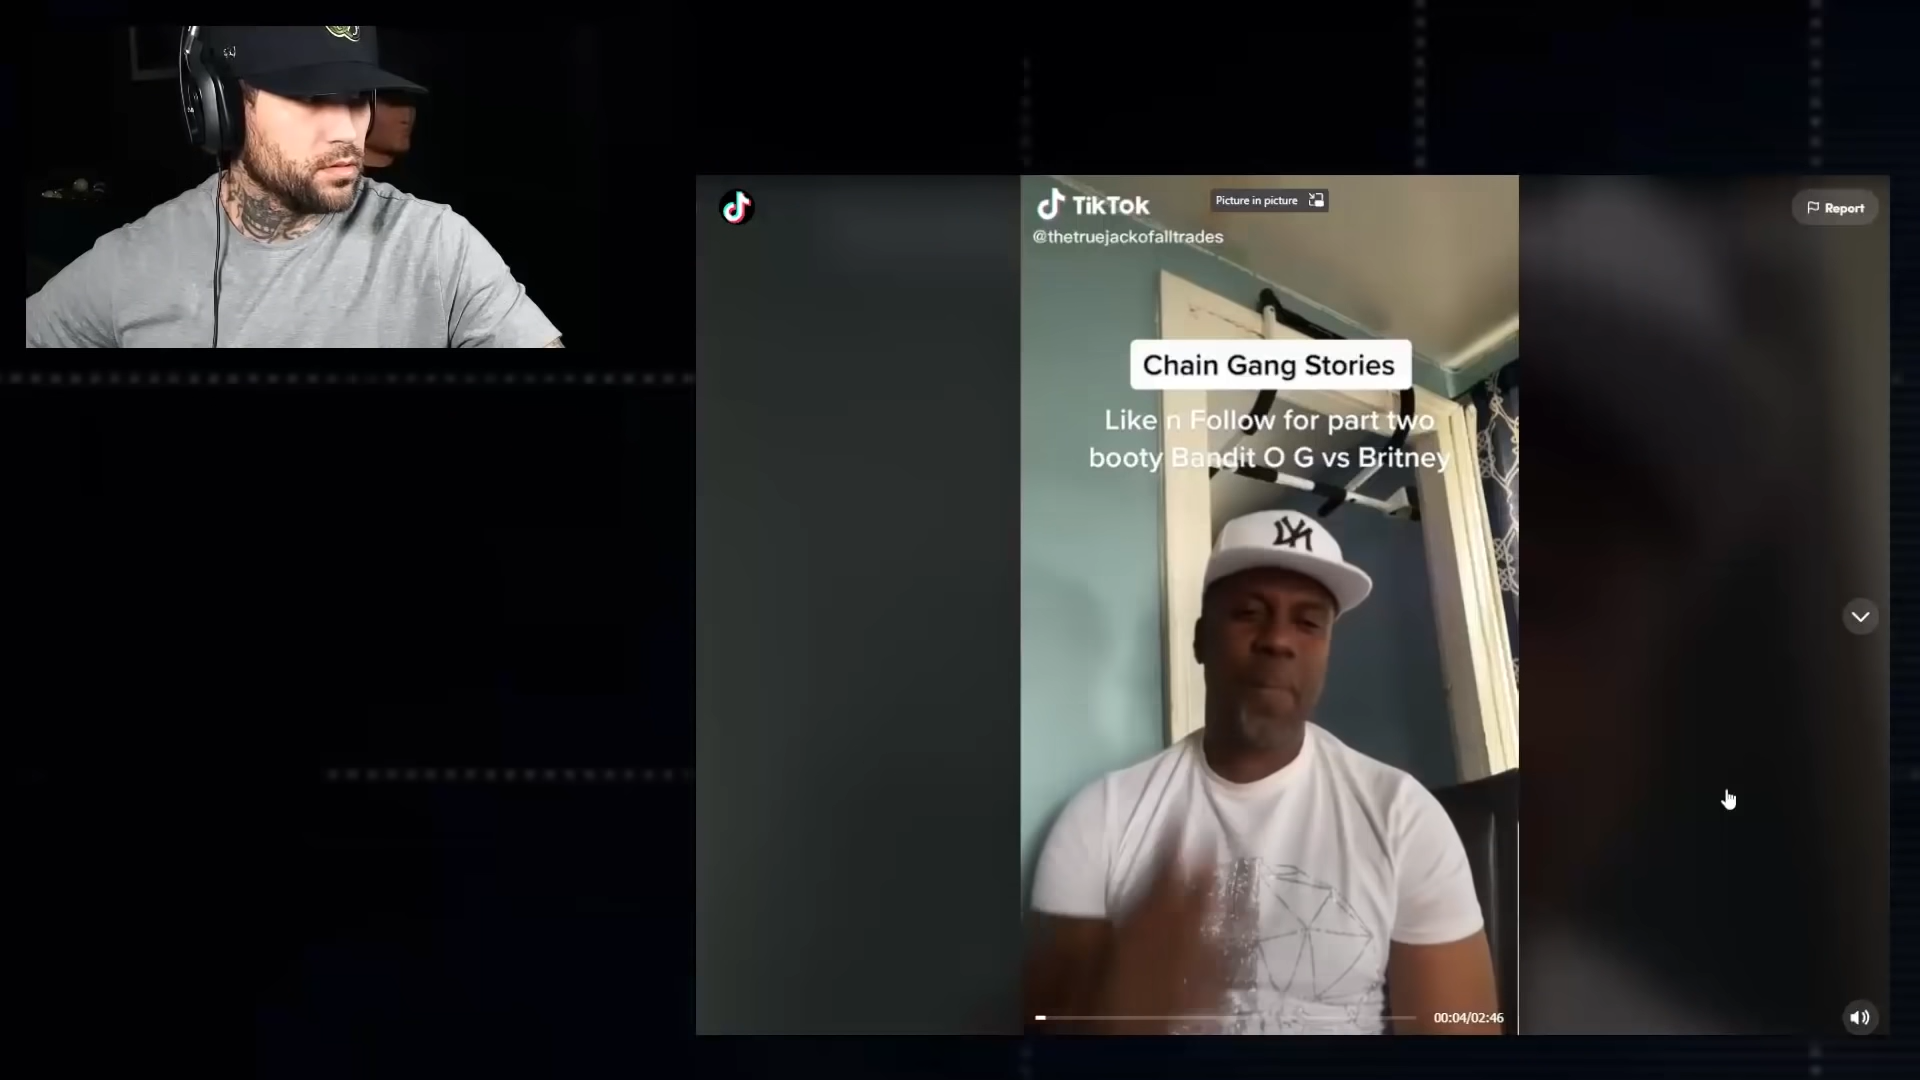 TikTok
Picture in picture
Report
@thetruejackofalltrades
Chain Gang Stories
Like n Follow for part two
booty Bandit O G vs Britney
NY
00:04/02:46